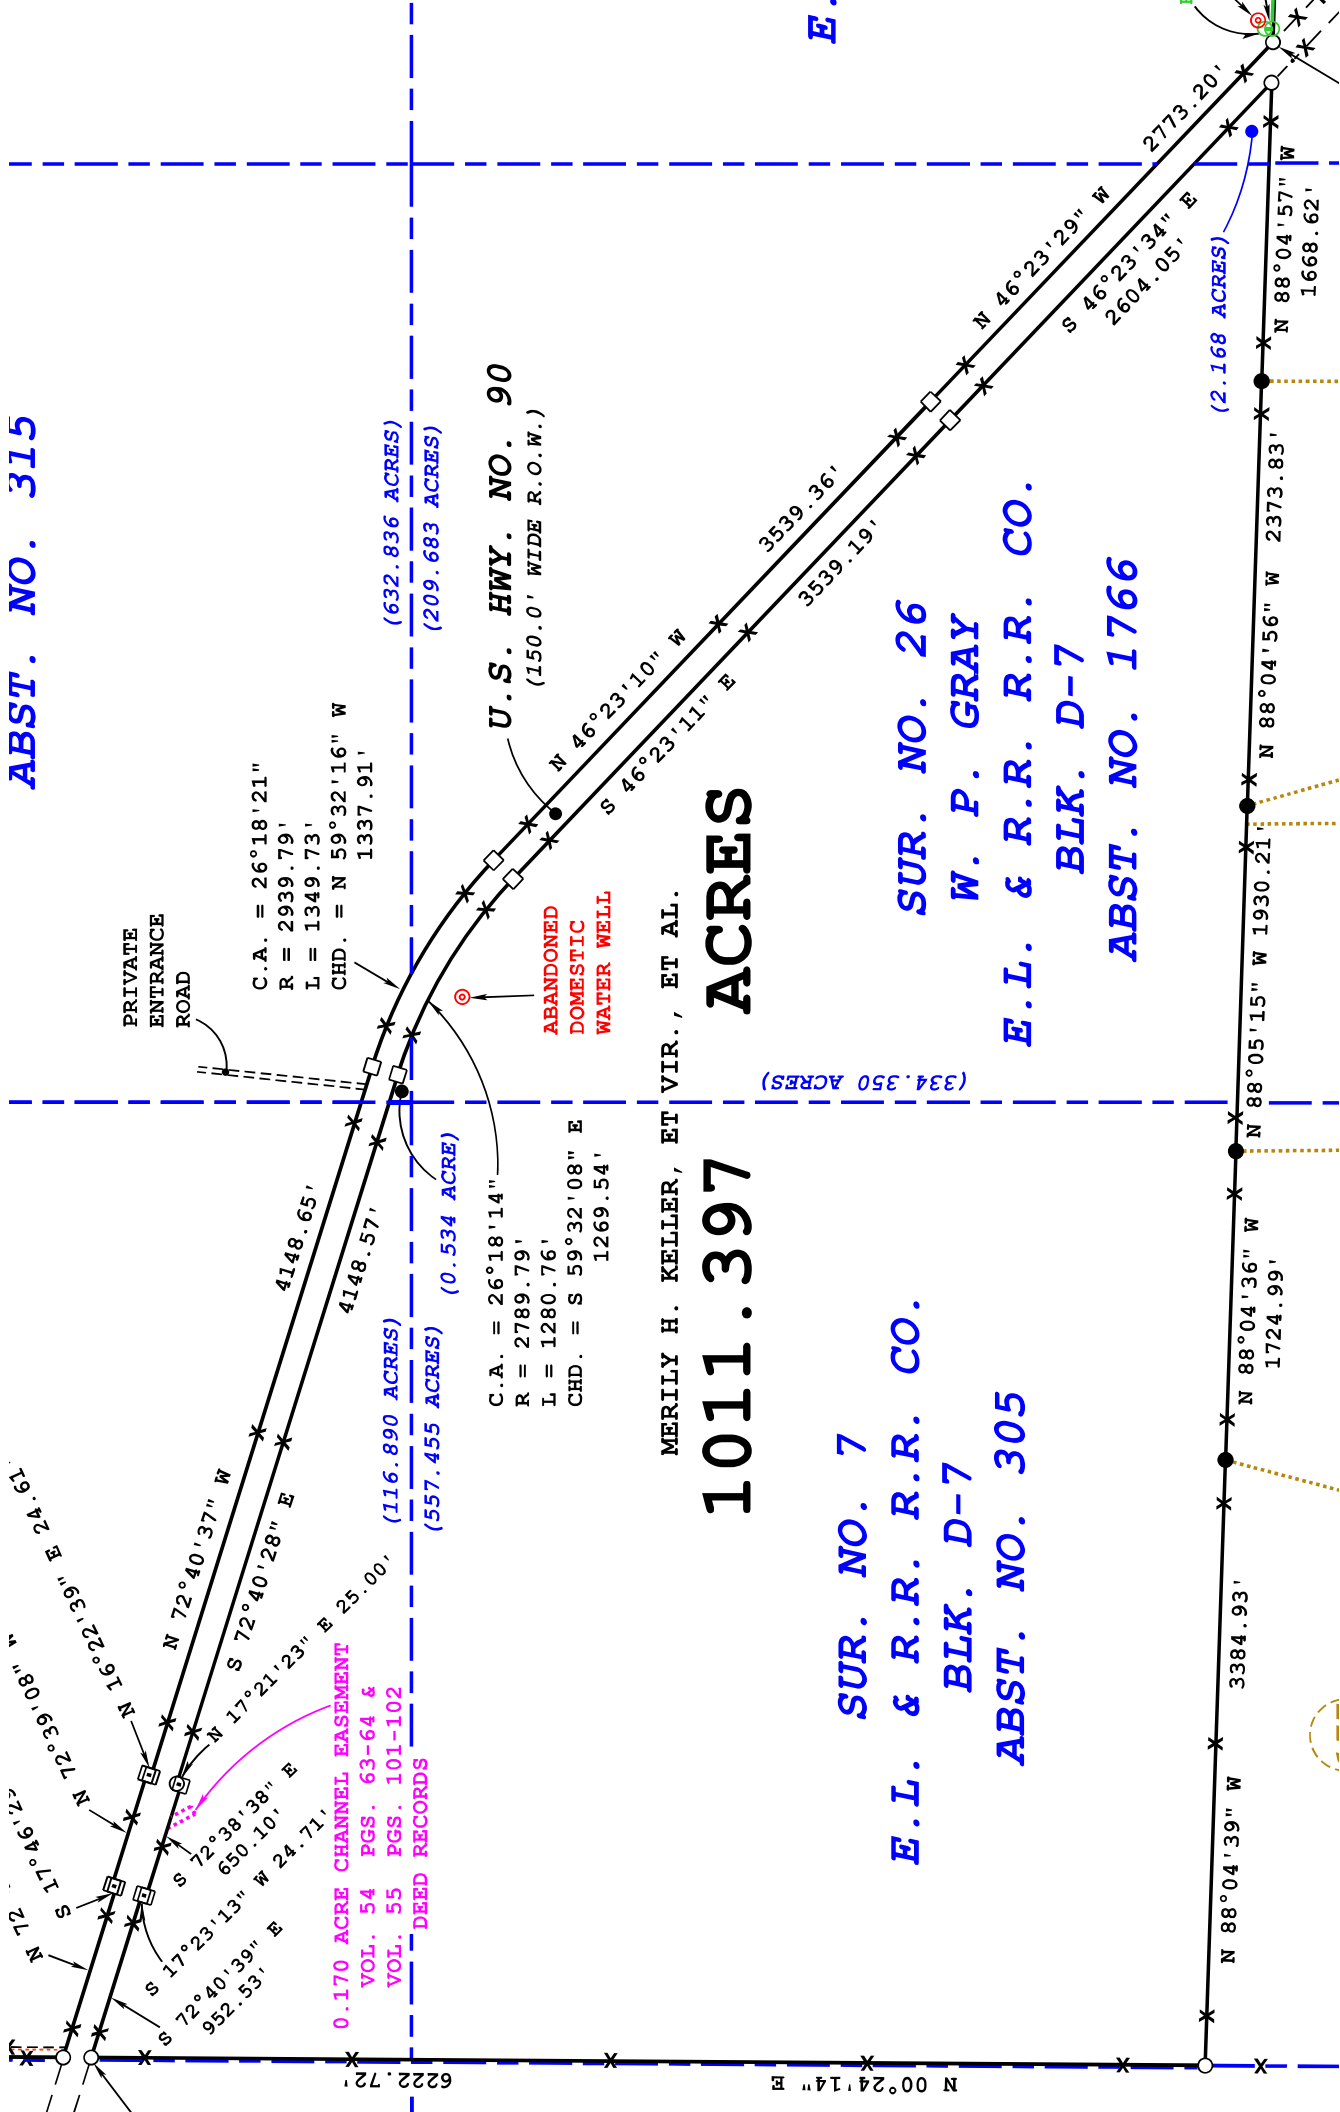 E.
ABST. NO. 315
2773.20'
N 46°23'29" W
S 46°23'34" E
2604.05'
(2.168 ACRES)
N 88°04'57" W
1668.62'
(632.836 ACRES)
(209.683 ACRES)
U.S. HWY. NO. 90
(150.0' WIDE R.O.W.)
3539.36'
3539.19'
N 46°23'10" W
S 46°23'11" E
SUR. NO. 26
W. P. GRAY
E.L. & R.R. R.R. CO.
BLK. D-7
ABST. NO. 1766
N 88°04'56" W 2373.83'
C.A. = 26°18'21"
R = 2939.79'
L = 1349.73'
CHD. = N 59°32'16" W
1337.91'
PRIVATE
ENTRANCE
ROAD
ABANDONED
DOMESTIC
WATER WELL
MERILY H. KELLER, ET VIR., ET AL.
1011.397 ACRES
(334.350 ACRES)
N 88°05'15" W 1930.21'
4148.65'
4148.57'
(0.534 ACRE)
C.A. = 26°18'14"
R = 2789.79'
L = 1280.76'
CHD. = S 59°32'08" E
1269.54'
(116.890 ACRES)
(557.455 ACRES)
N 72°40'37" W
S 72°40'28" E
SUR. NO. 7
E.L. & R.R. R.R. CO.
BLK. D-7
ABST. NO. 305
N 88°04'36" W
1724.99'
N 16°22'39" E 24.61
N 72°39'08"
S 17°46'
N 72
N 17°21'23" E 25.00'
S 72°38'38" E
650.10'
S 17°23'13" W 24.71'
S 72°40'39" E
952.53'
0.170 ACRE CHANNEL EASEMENT
VOL. 54 PGS. 63-64 &
VOL. 55 PGS. 101-102
DEED RECORDS
N 88°04'39" W 3384.93'
N 00°24'14" E 6222.72'